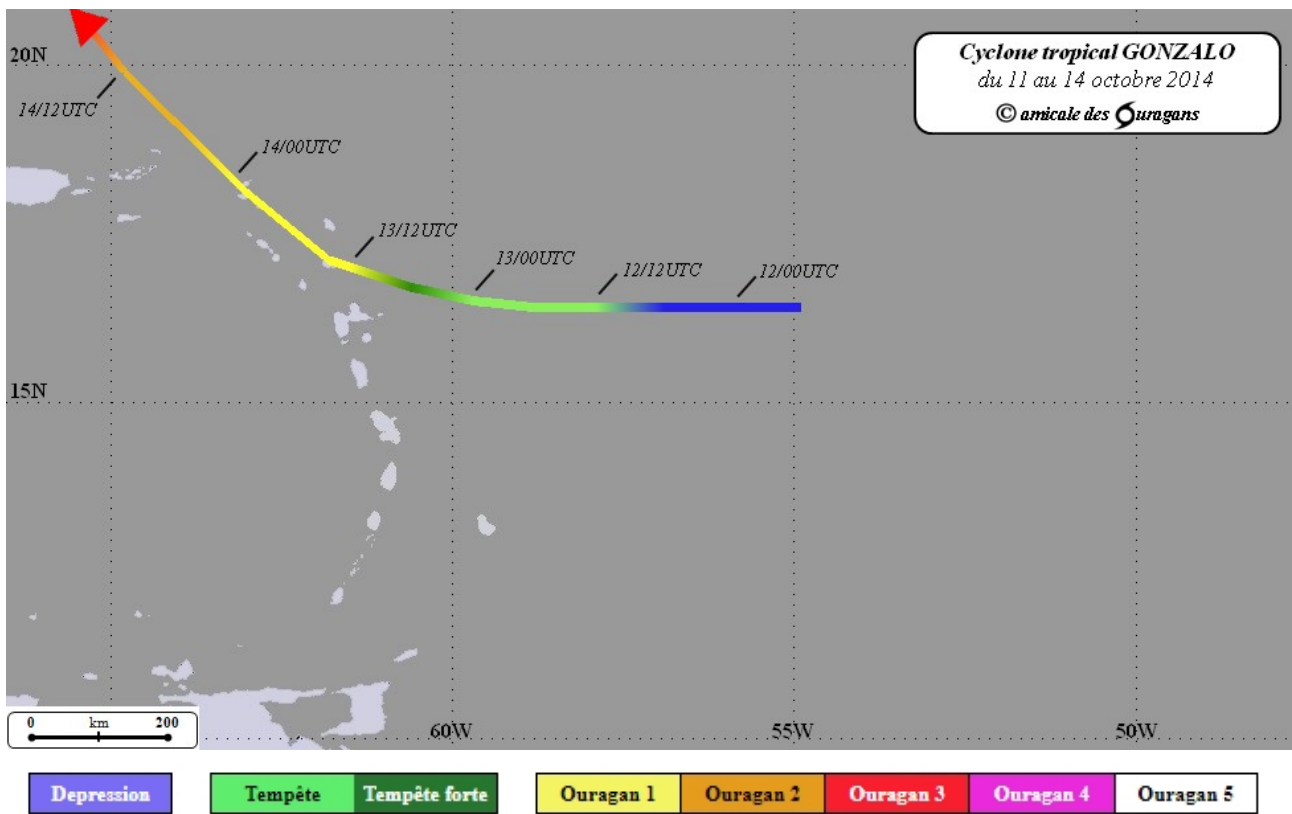 Cyclone tropical GONZALO
du 11 au 14 octobre 2014
© amicale des Ouragans
20N
14/12UTC
14/00UTC
13/12UTC
13/00UTC
12/12UTC
12/00UTC
15N
0 km 200
60W
55W
50W
Depression
Tempête
Tempête forte
Ouragan 1
Ouragan 2
Ouragan 3
Ouragan 4
Ouragan 5